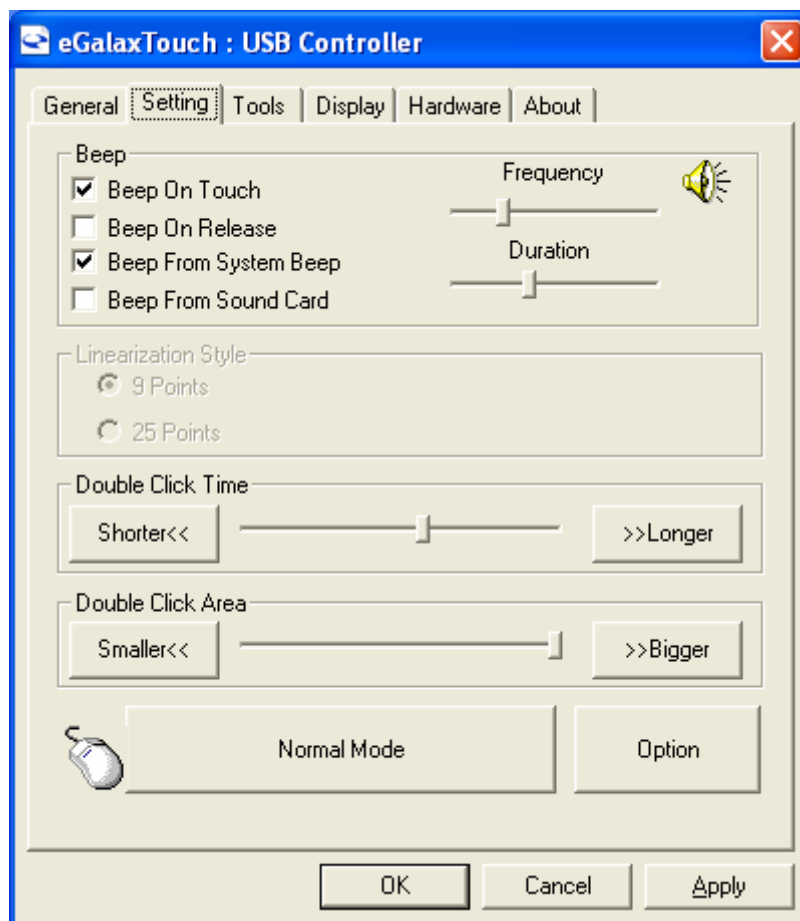 eGalaxTouch : USB Controller
General Setting Tools Display Hardware About
Beep
Beep On Touch
Beep On Release
Beep From System Beep
Beep From Sound Card
Frequency
Duration
Linearization Style
9 Points
25 Points
Double Click Time
Shorter<< >>Longer
Double Click Area
Smaller<< >>Bigger
Normal Mode Option
OK Cancel Apply